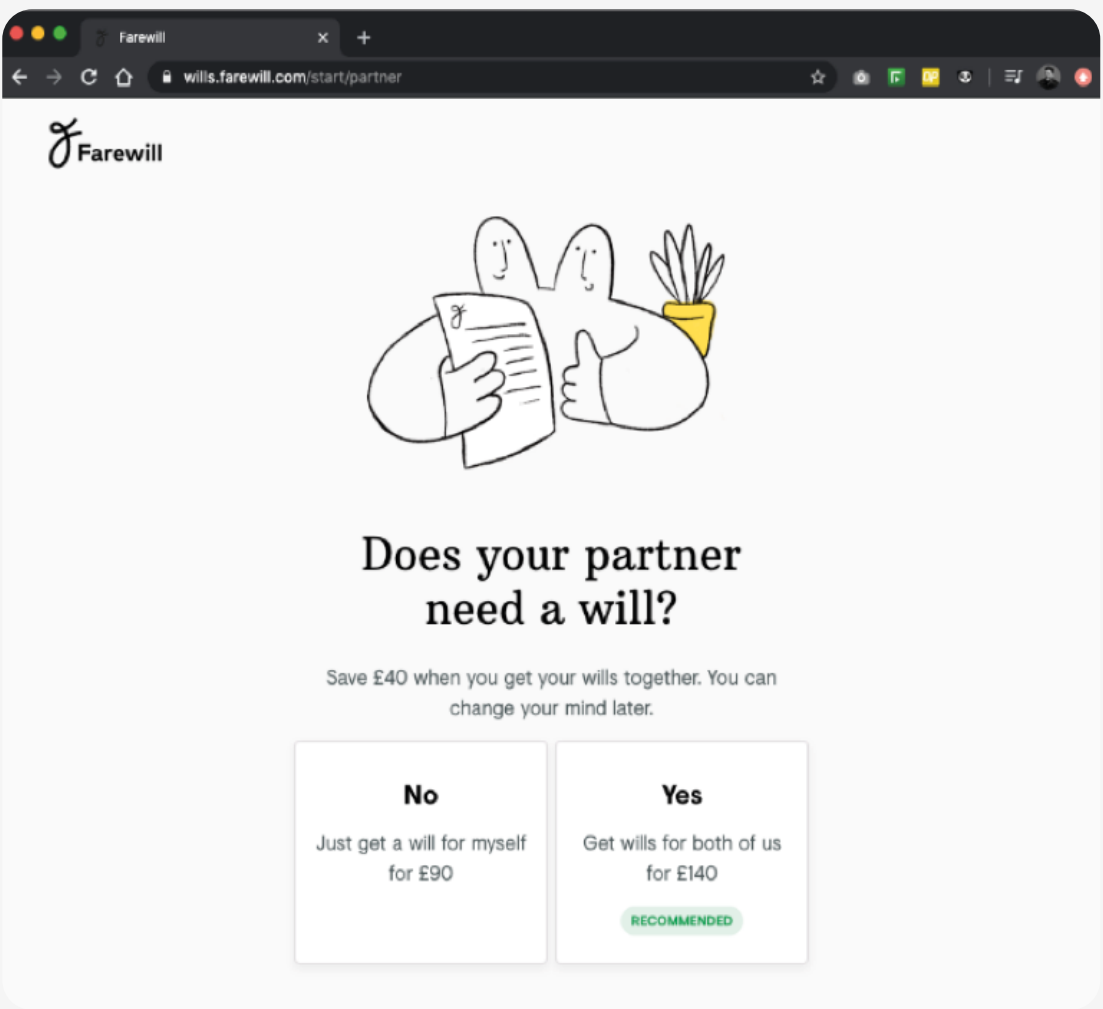 Farewill
wills.farewill.com/start/partner
DP
Farewill
Does your partner
need a will?
Save £40 when you get your wills together. You can
change your mind later.
No
Yes
Just get a will for myself
for £90
Get wills for both of us
for £140
RECOMMENDED